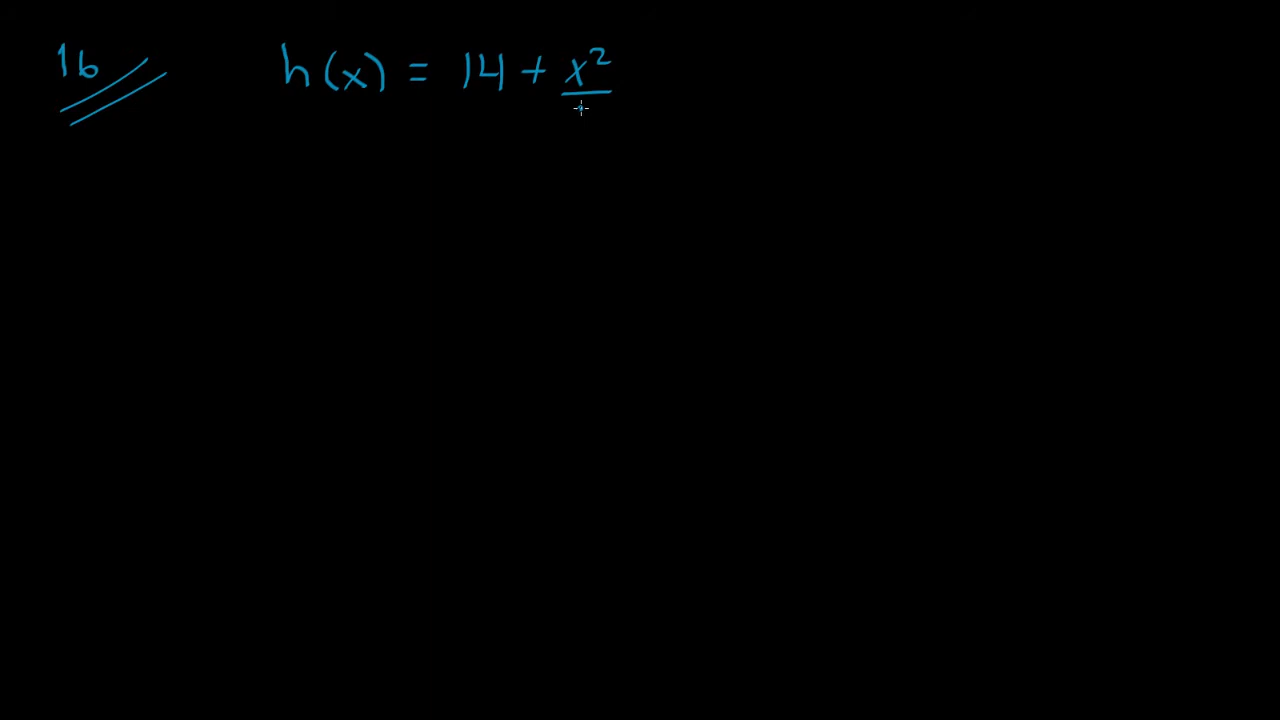 16 h(x) = 14 + x²